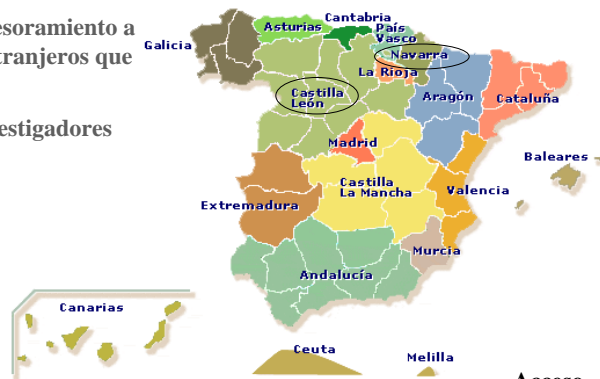 esoramiento a
tranjeros que
estigadores
Galicia
Asturias
Cantabria
País
Vasco
Navarra
La Rioja
Castilla
León
Aragón
Cataluña
Madrid
Baleares
Castilla
La Mancha
Valencia
Extremadura
Murcia
Andalucía
Canarias
Ceuta
Melilla